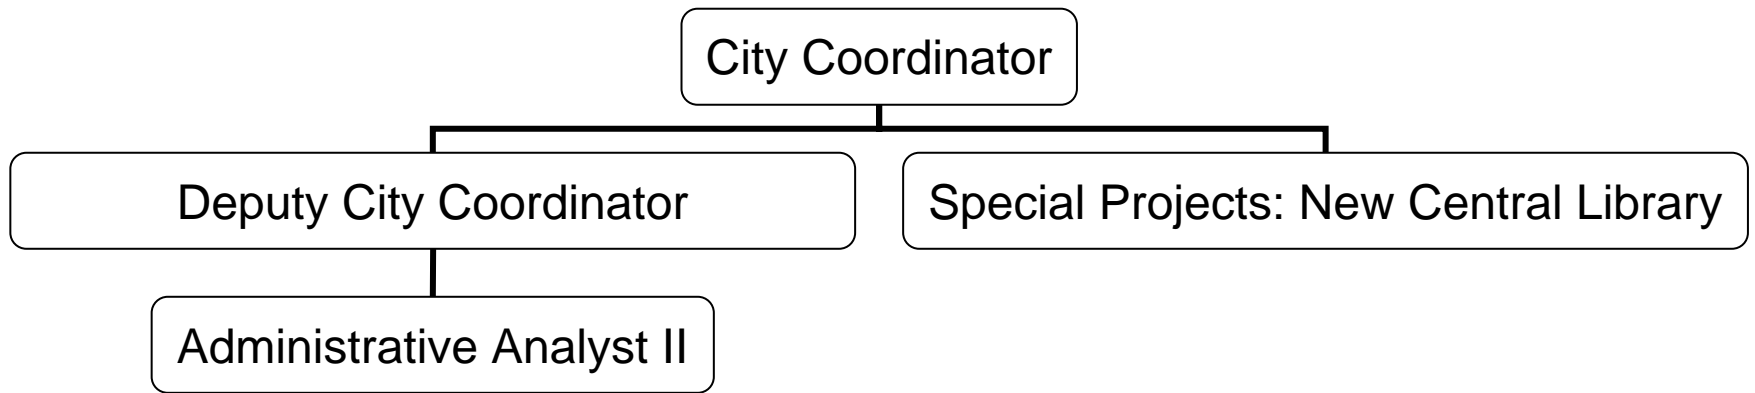 City Coordinator
Deputy City Coordinator
Special Projects: New Central Library
Administrative Analyst II